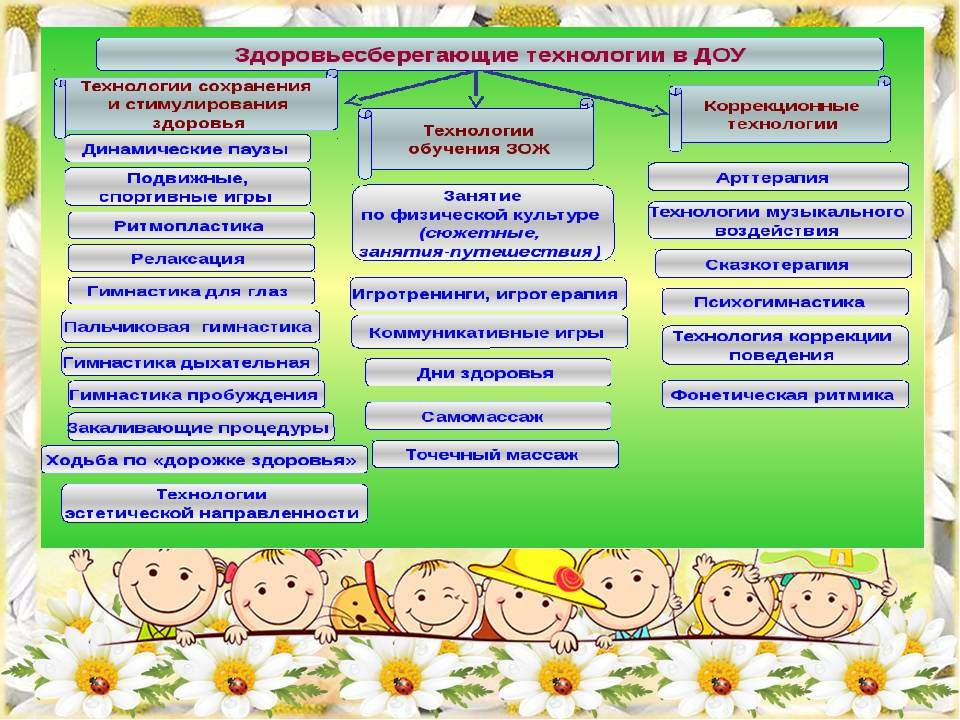 Здоровьесберегающие технологии в ДОУ
Технологии сохранения
и стимулирования
здоровья
Динамические паузы
Подвижные,
спортивные игры
Ритмопластика
Релаксация
Гимнастика для глаз
Пальчиковая гимнастика
Гимнастика дыхательная
Гимнастика пробуждения
Закаливающие процедуры
Ходьба по «дорожке здоровья»
Технологии
эстетической направленности
Технологии
обучения ЗОЖ
Занятие
по физической культуре
(сюжетные,
занятия-путешествия)
Игротренинги, игротерапия
Коммуникативные игры
Дни здоровья
Самомассаж
Точечный массаж
Коррекционные
технологии
Арттерапия
Технологии музыкального
воздействия
Сказкотерапия
Психогимнастика
Технология коррекции
поведения
Фонетическая ритмика